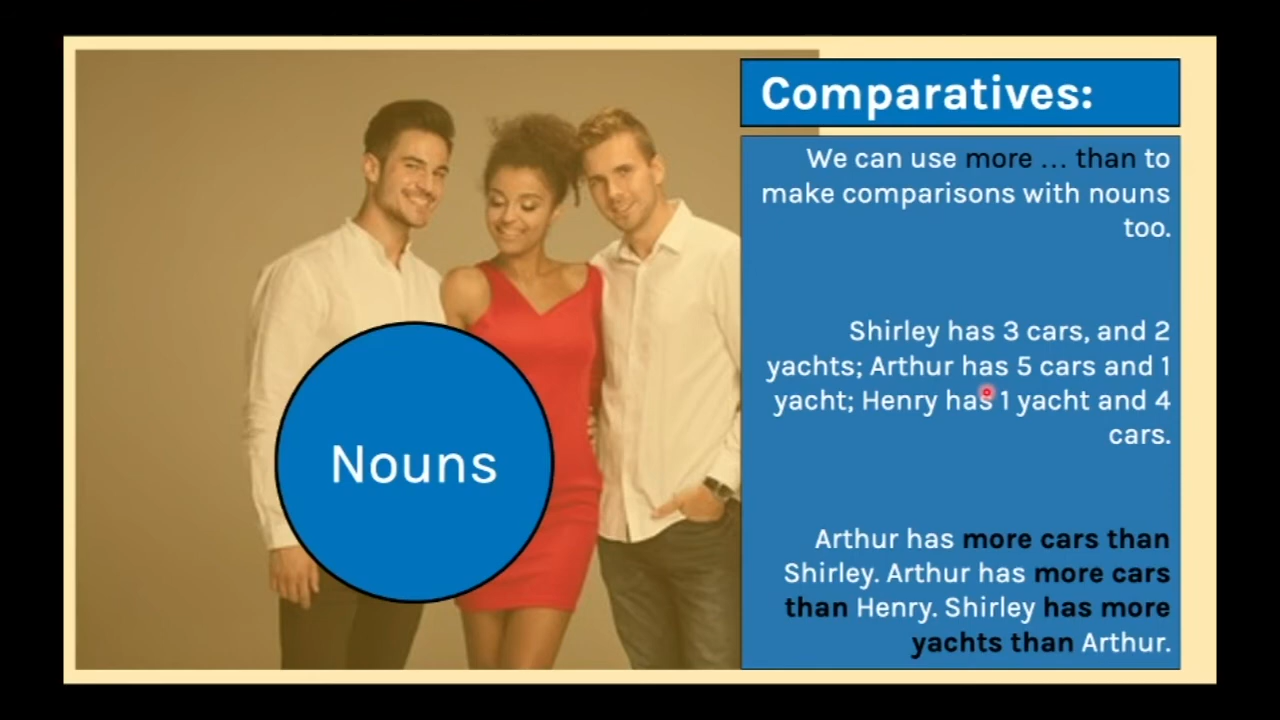 Comparatives:
We can use more ... than to
make comparisons with nouns
too.
Shirley has 3 cars, and 2
yachts; Arthur has 5 cars and 1
yacht; Henry has 1 yacht and 4
cars.
Nouns
Arthur has more cars than
Shirley. Arthur has more cars
than Henry. Shirley has more
yachts than Arthur.